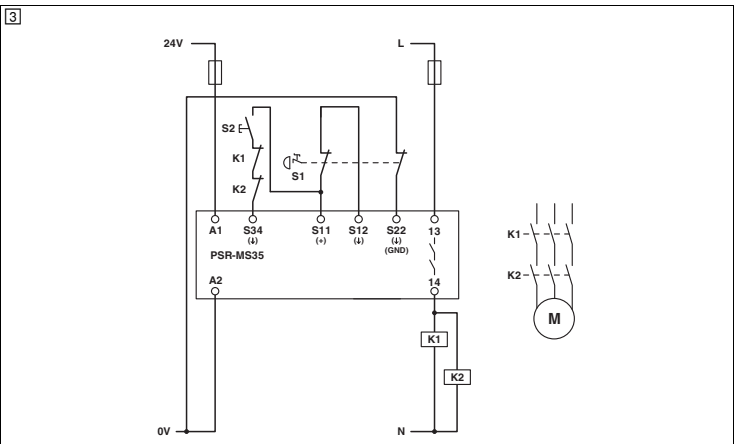 3
24V
L
S2
K1
S1
K2
A1 S34 S11 S12 S22 13
(↓) (+) (↓) (↓)
(GND)
PSR-MS35
A2
14
K1
K2
0V
N
K1
K2
M